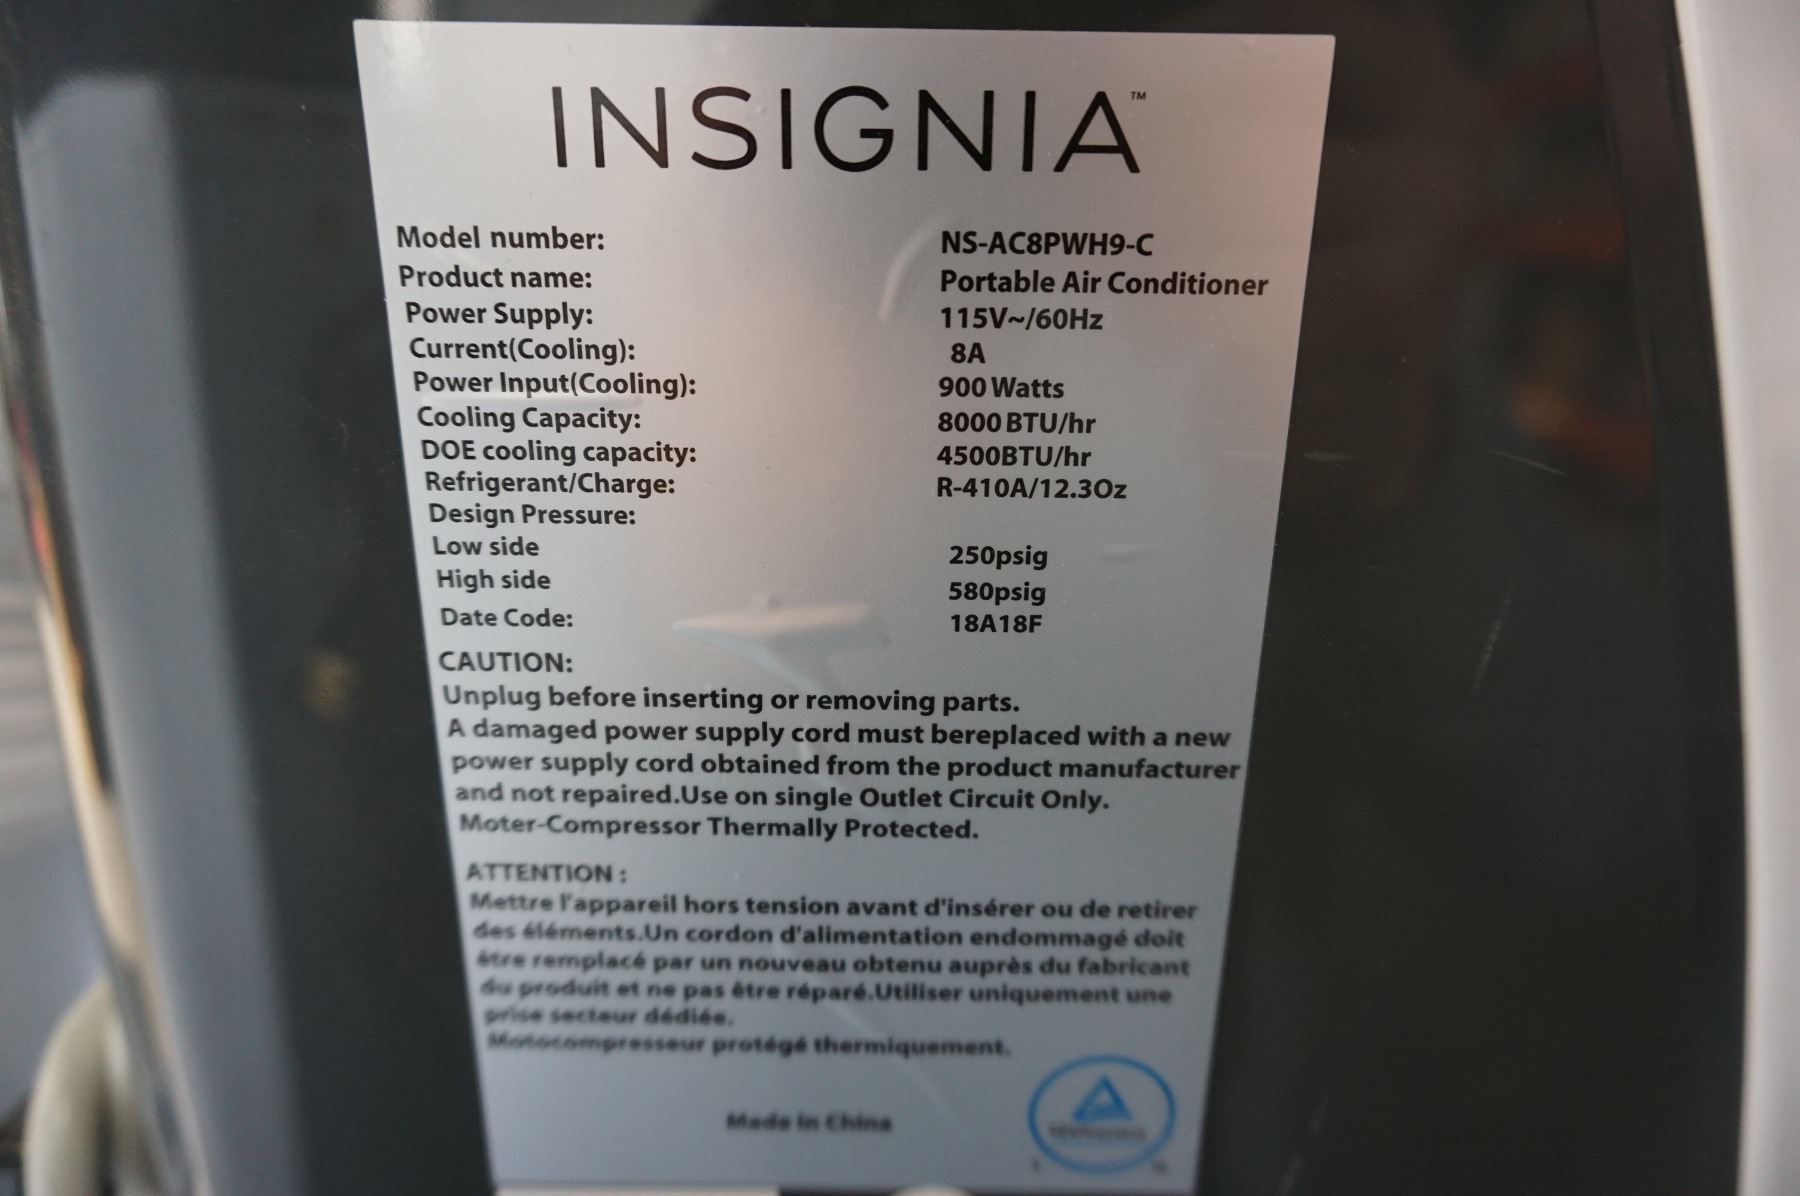 INSIGNIA™
Model number: NS-AC8PWH9-C
Product name: Portable Air Conditioner
Power Supply: 115V~/60Hz
Current(Cooling): 8A
Power Input(Cooling): 900 Watts
Cooling Capacity: 8000 BTU/hr
DOE cooling capacity: 4500BTU/hr
Refrigerant/Charge: R-410A/12.3Oz
Design Pressure:
Low side 250psig
High side 580psig
Date Code: 18A18F
CAUTION:
Unplug before inserting or removing parts.
A damaged power supply cord must bereplaced with a new
power supply cord obtained from the product manufacturer
and not repaired.Use on single Outlet Circuit Only.
Moter-Compressor Thermally Protected.
ATTENTION :
Mettre l'appareil hors tension avant d'insérer ou de retirer
des éléments.Un cordon d'alimentation endommagé doit
être remplacé par un nouveau obtenu auprès du fabricant
du produit et ne pas être réparé.Utiliser uniquement une
prise secteur dédiée.
Motocompresseur protégé thermiquement.
Made in China